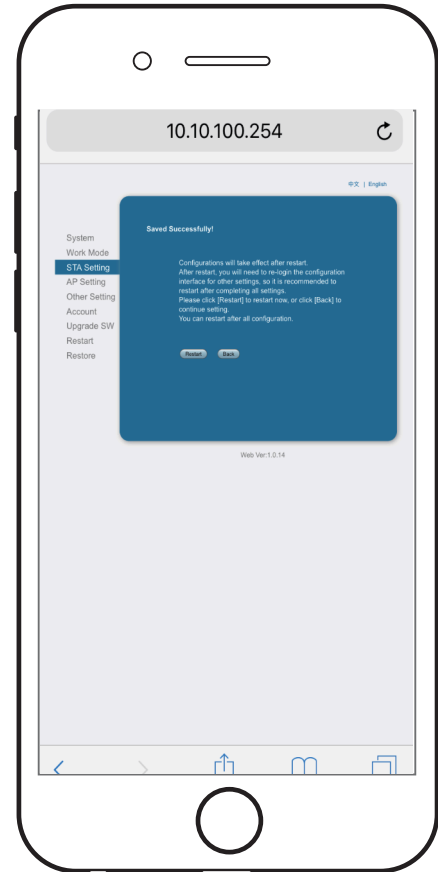 10.10.100.254
中文 | English
System
Work Mode
STA Setting
AP Setting
Other Setting
Account
Upgrade SW
Restart
Restore
Saved Successfully!
Configurations will take effect after restart.
After restart, you will need to re-login the configuration
interface for other settings, so it is recommended to
restart after completing all settings.
Please click [Restart] to restart now, or click [Back] to
continue setting.
You can restart after all configuration.
Restart Back
Web Ver:1.0.14